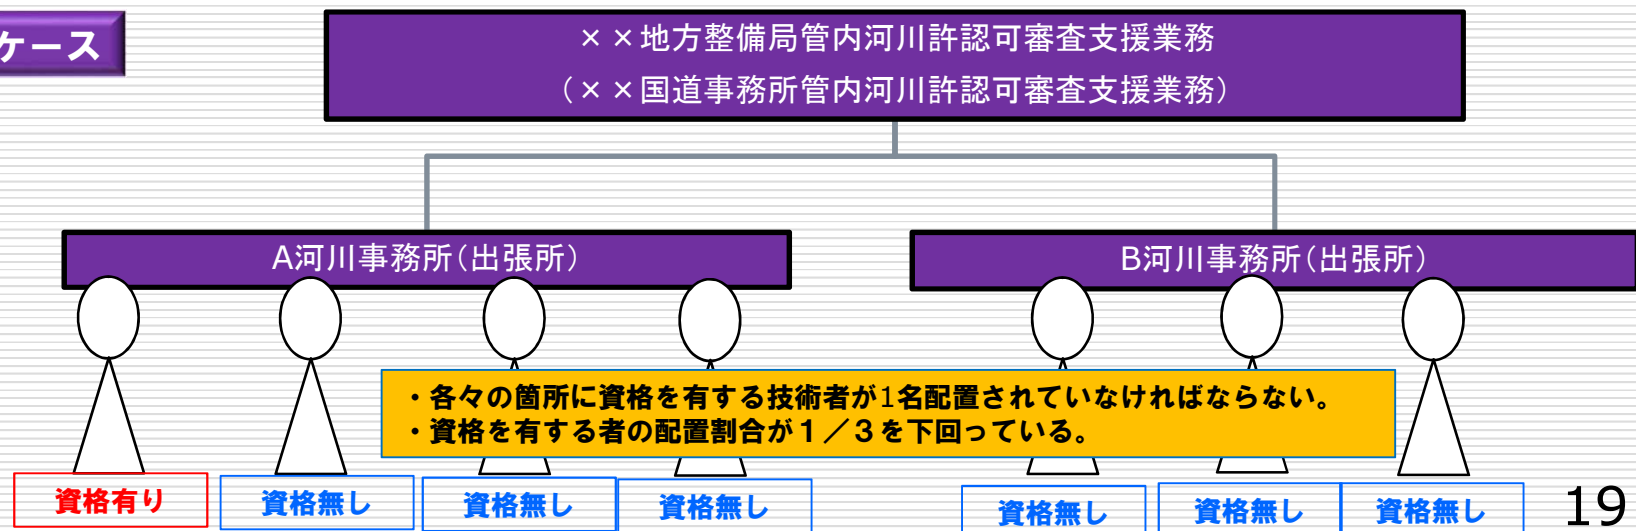 ケース
××地方整備局管内河川許認可審査支援業務
(××国道事務所管内河川許認可審査支援業務)
A河川事務所(出張所)
B河川事務所(出張所)
・各々の箇所に資格を有する技術者が1名配置されていなければならない。
・資格を有する者の配置割合が1/3を下回っている。
資格有り
資格無し
資格無し
資格無し
資格無し
資格無し
資格無し
19